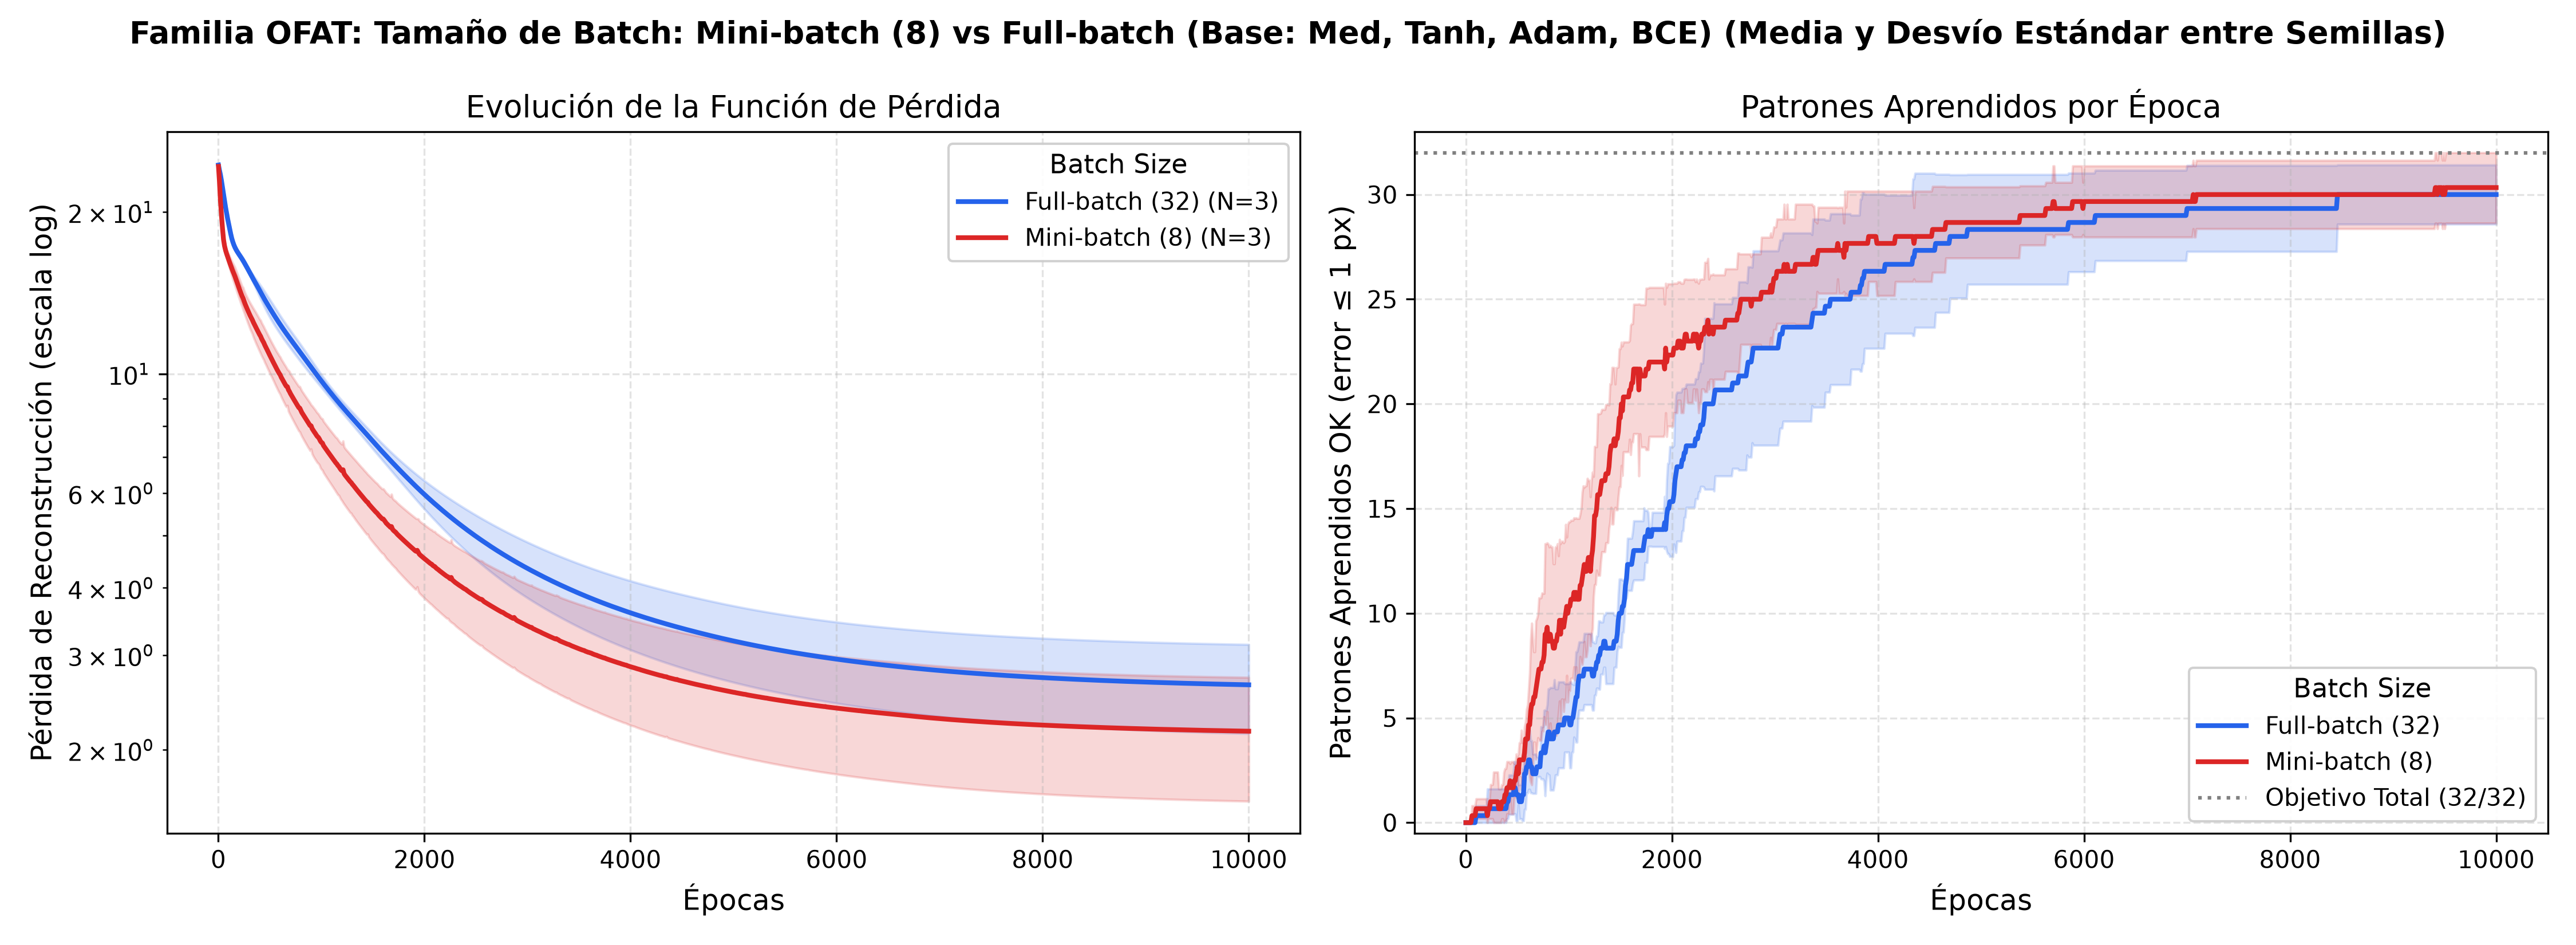 Familia OFAT: Tamaño de Batch: Mini-batch (8) vs Full-batch (Base: Med, Tanh, Adam, BCE) (Media y Desvío Estándar entre Semillas)
Evolución de la Función de Pérdida
Pérdida de Reconstrucción (escala log)
2 × 10¹
10¹
6 × 10⁰
4 × 10⁰
3 × 10⁰
2 × 10⁰
Batch Size
Full-batch (32) (N=3)
Mini-batch (8) (N=3)
0 2000 4000 6000 8000 10000
Épocas
Patrones Aprendidos por Época
Patrones Aprendidos OK (error ≤ 1 px)
30
25
20
15
10
5
0
Batch Size
Full-batch (32)
Mini-batch (8)
Objetivo Total (32/32)
0 2000 4000 6000 8000 10000
Épocas